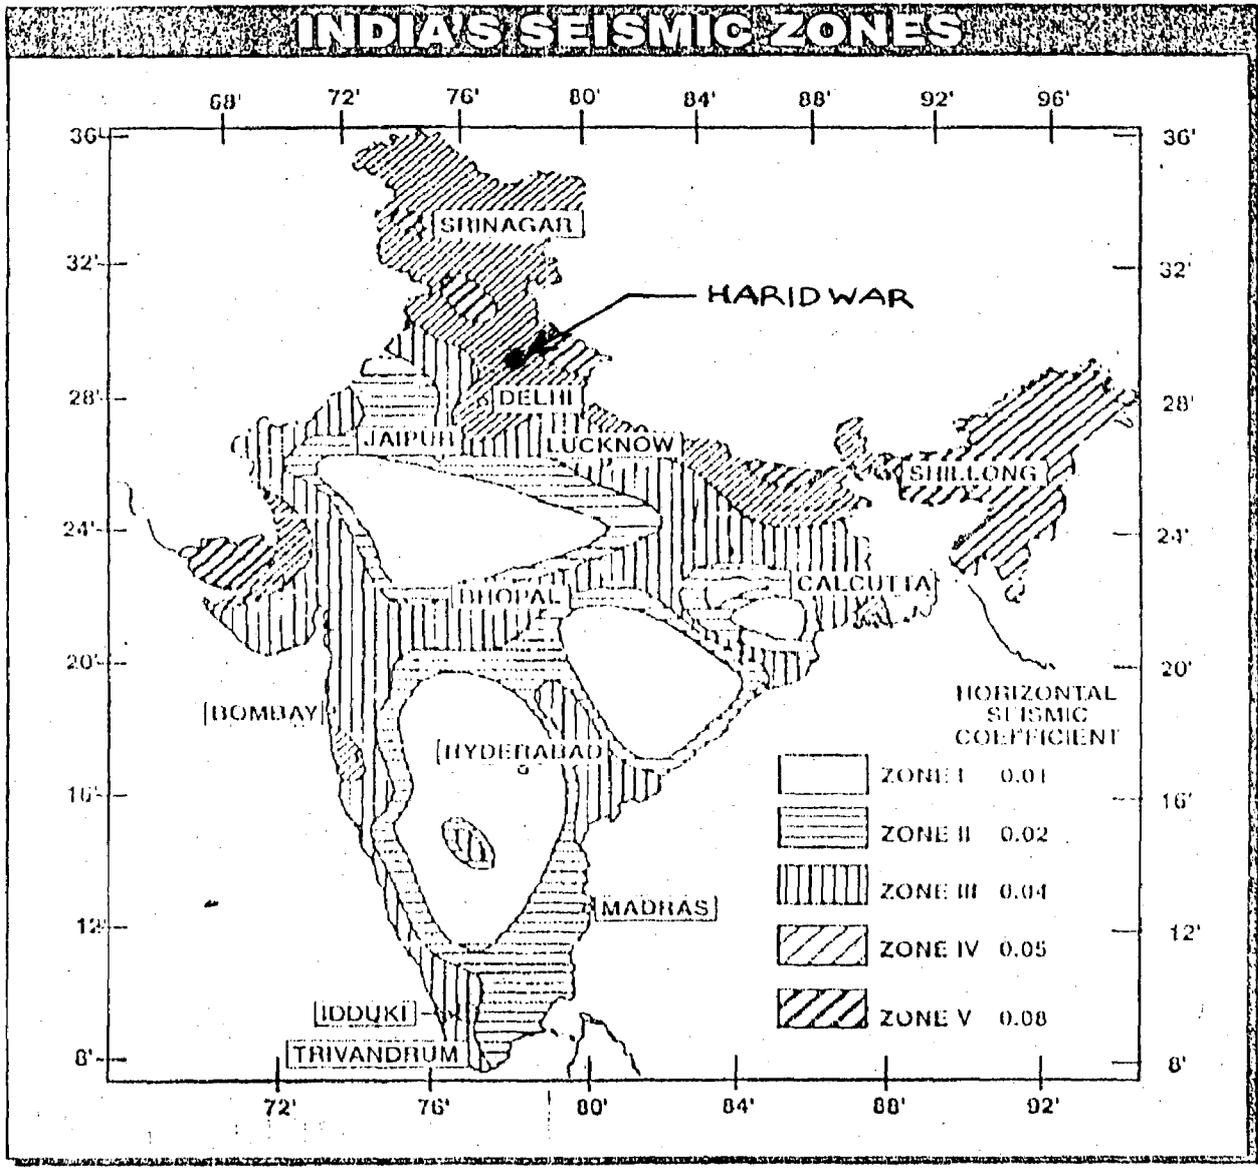 INDIA'S SEISMIC ZONES
68' 72' 76' 80' 84' 88' 92' 96'
36' 36'
SRINAGAR
32' 32'
HARIDWAR
28' 28'
DELHI
JAIPUR LUCKNOW
SHILLONG
24' 24'
BHOPAL CALCUTTA
20' 20'
BOMBAY
HORIZONTAL
SEISMIC
COEFFICIENT
HYDERABAD
ZONE I 0.01
16' 16'
ZONE II 0.02
ZONE III 0.04
MADRAS
12' 12'
ZONE IV 0.05
IDDUKI
ZONE V 0.08
TRIVANDRUM
8' 8'
72' 76' 80' 84' 88' 92'